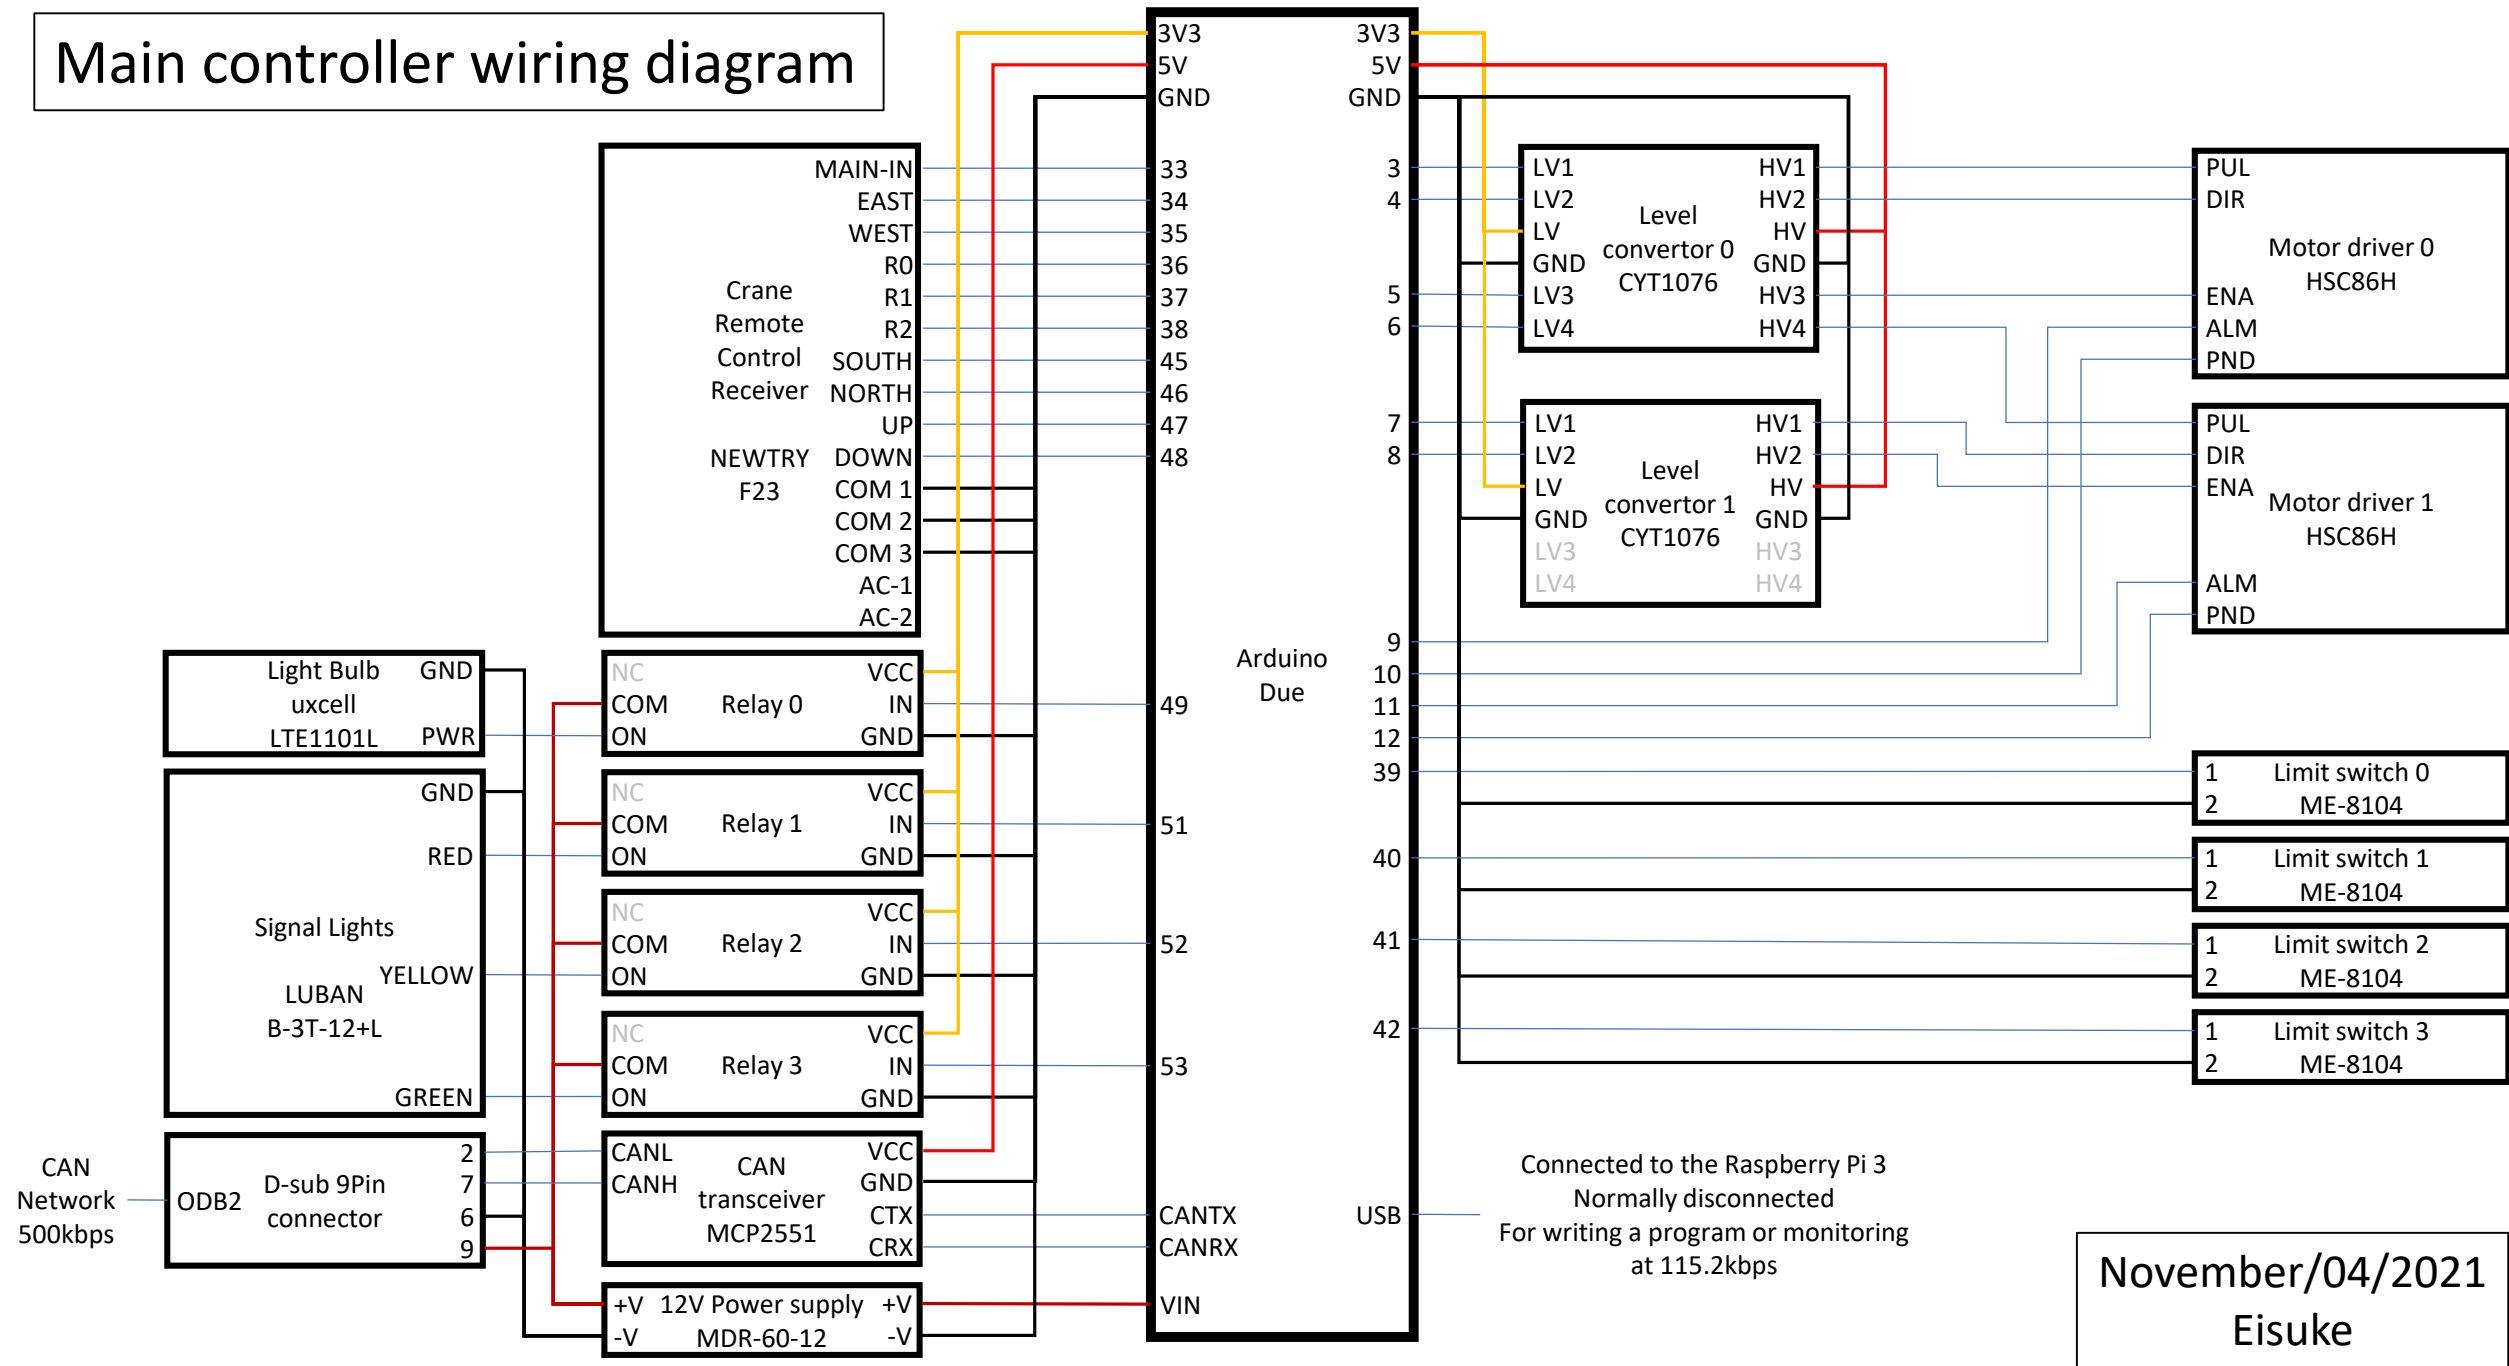 Main controller wiring diagram
3V3
5V
GND
33
34
35
36
37
38
45
46
47
48
49
51
52
53
CANTX
CANRX
VIN
Arduino
Due
3V3
5V
GND
3
4
5
6
7
8
9
10
11
12
39
40
41
42
USB
Crane
Remote
Control
Receiver
NEWTRY
F23
MAIN-IN
EAST
WEST
R0
R1
R2
SOUTH
NORTH
UP
DOWN
COM 1
COM 2
COM 3
AC-1
AC-2
Light Bulb
uxcell
LTE1101L
GND
PWR
Signal Lights
LUBAN
B-3T-12+L
GND
RED
YELLOW
GREEN
CAN
Network
500kbps
ODB2
D-sub 9Pin
connector
2
7
6
9
NC
COM
ON
Relay 0
VCC
IN
GND
NC
COM
ON
Relay 1
VCC
IN
GND
NC
COM
ON
Relay 2
VCC
IN
GND
NC
COM
ON
Relay 3
VCC
IN
GND
CANL
CANH
CAN
transceiver
MCP2551
VCC
GND
CTX
CRX
+V 12V Power supply +V
-V MDR-60-12 -V
LV1
LV2
LV
GND
LV3
LV4
Level
convertor 0
CYT1076
HV1
HV2
HV
GND
HV3
HV4
LV1
LV2
LV
GND
LV3
LV4
Level
convertor 1
CYT1076
HV1
HV2
HV
GND
HV3
HV4
PUL
DIR
ENA
ALM
PND
Motor driver 0
HSC86H
PUL
DIR
ENA
ALM
PND
Motor driver 1
HSC86H
1 Limit switch 0
2 ME-8104
1 Limit switch 1
2 ME-8104
1 Limit switch 2
2 ME-8104
1 Limit switch 3
2 ME-8104
Connected to the Raspberry Pi 3
Normally disconnected
For writing a program or monitoring
at 115.2kbps
November/04/2021
Eisuke